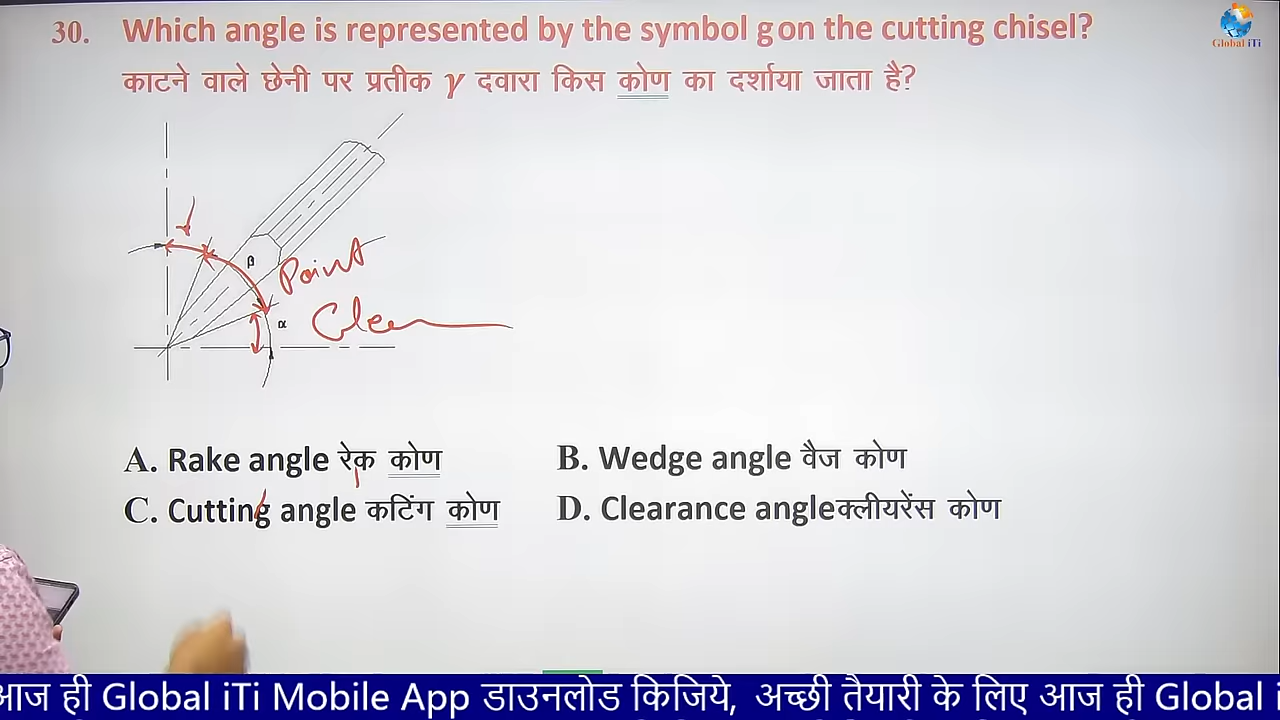 30. Which angle is represented by the symbol g on the cutting chisel?
Global iTi
काटने वाले छेनी पर प्रतीक γ दवारा किस कोण का दर्शाया जाता है?
β
Point
α
Clea
A. Rake angle रेक कोण
B. Wedge angle वैज कोण
C. Cutting angle कटिंग कोण
D. Clearance angleक्लीयरेंस कोण
आज ही Global iTi Mobile App डाउनलोड किजिये, अच्छी तैयारी के लिए आज ही Global